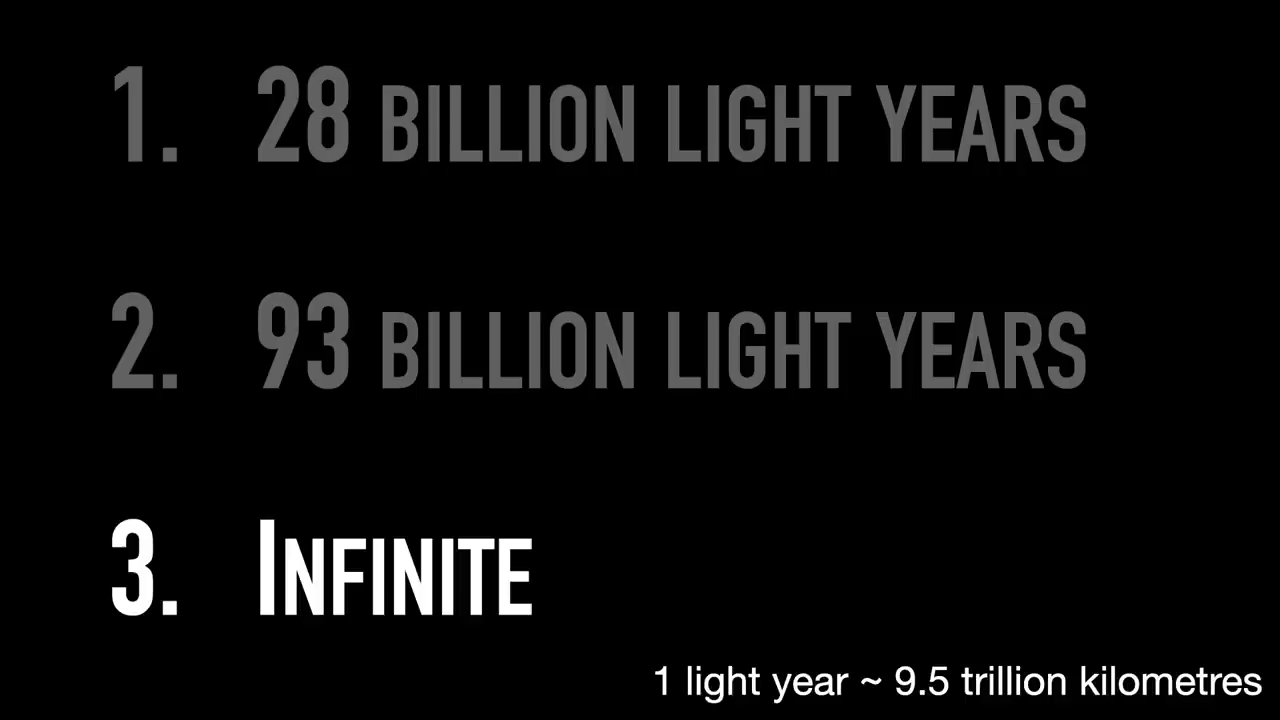 1. 28 BILLION LIGHT YEARS
2. 93 BILLION LIGHT YEARS
3. INFINITE
1 light year ~ 9.5 trillion kilometres